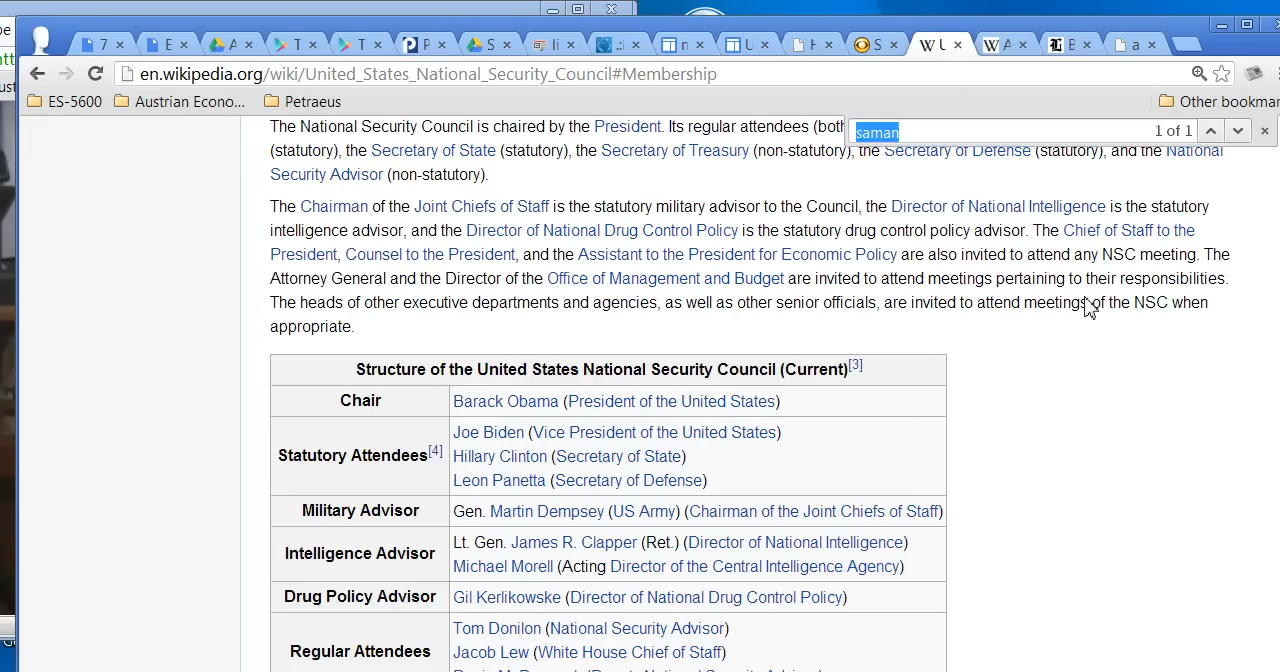 7
E
A
T
T
P
S
li
.:
n
U
H
S
W U
W A
L E
a
en.wikipedia.org/wiki/United_States_National_Security_Council#Membership
ES-5600 Austrian Econo... Petraeus Other bookmar
saman 1 of 1
The National Security Council is chaired by the President. Its regular attendees (both
(statutory), the Secretary of State (statutory), the Secretary of Treasury (non-statutory), the Secretary of Defense (statutory), and the National
Security Advisor (non-statutory).
The Chairman of the Joint Chiefs of Staff is the statutory military advisor to the Council, the Director of National Intelligence is the statutory
intelligence advisor, and the Director of National Drug Control Policy is the statutory drug control policy advisor. The Chief of Staff to the
President, Counsel to the President, and the Assistant to the President for Economic Policy are also invited to attend any NSC meeting. The
Attorney General and the Director of the Office of Management and Budget are invited to attend meetings pertaining to their responsibilities.
The heads of other executive departments and agencies, as well as other senior officials, are invited to attend meetings of the NSC when
appropriate.
Structure of the United States National Security Council (Current)[3]
Chair Barack Obama (President of the United States)
Statutory Attendees[4]
Joe Biden (Vice President of the United States)
Hillary Clinton (Secretary of State)
Leon Panetta (Secretary of Defense)
Military Advisor Gen. Martin Dempsey (US Army) (Chairman of the Joint Chiefs of Staff)
Intelligence Advisor
Lt. Gen. James R. Clapper (Ret.) (Director of National Intelligence)
Michael Morell (Acting Director of the Central Intelligence Agency)
Drug Policy Advisor Gil Kerlikowske (Director of National Drug Control Policy)
Regular Attendees
Tom Donilon (National Security Advisor)
Jacob Lew (White House Chief of Staff)